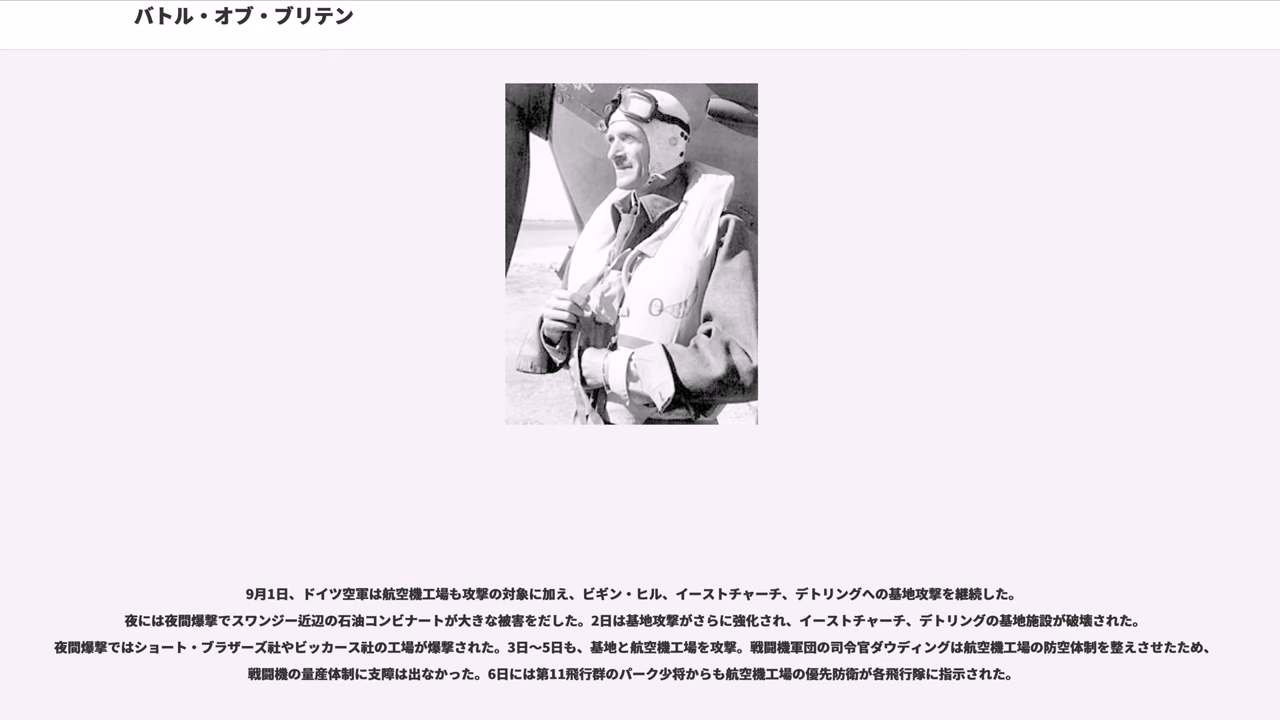 バトル・オブ・ブリテン
9月1日、ドイツ空軍は航空機工場も攻撃の対象に加え、ビギン・ヒル、イーストチャーチ、デトリングへの基地攻撃を継続した。
夜には夜間爆撃でスワンジー近辺の石油コンビナートが大きな被害をだした。2日は基地攻撃がさらに強化され、イーストチャーチ、デトリングの基地施設が破壊された。
夜間爆撃ではショート・ブラザーズ社やビッカース社の工場が爆撃された。3日〜5日も、基地と航空機工場を攻撃。戦闘機軍団の司令官ダウディングは航空機工場の防空体制を整えさせたため、
戦闘機の量産体制に支障は出なかった。6日には第11飛行群のパーク少将からも航空機工場の優先防衛が各飛行隊に指示された。